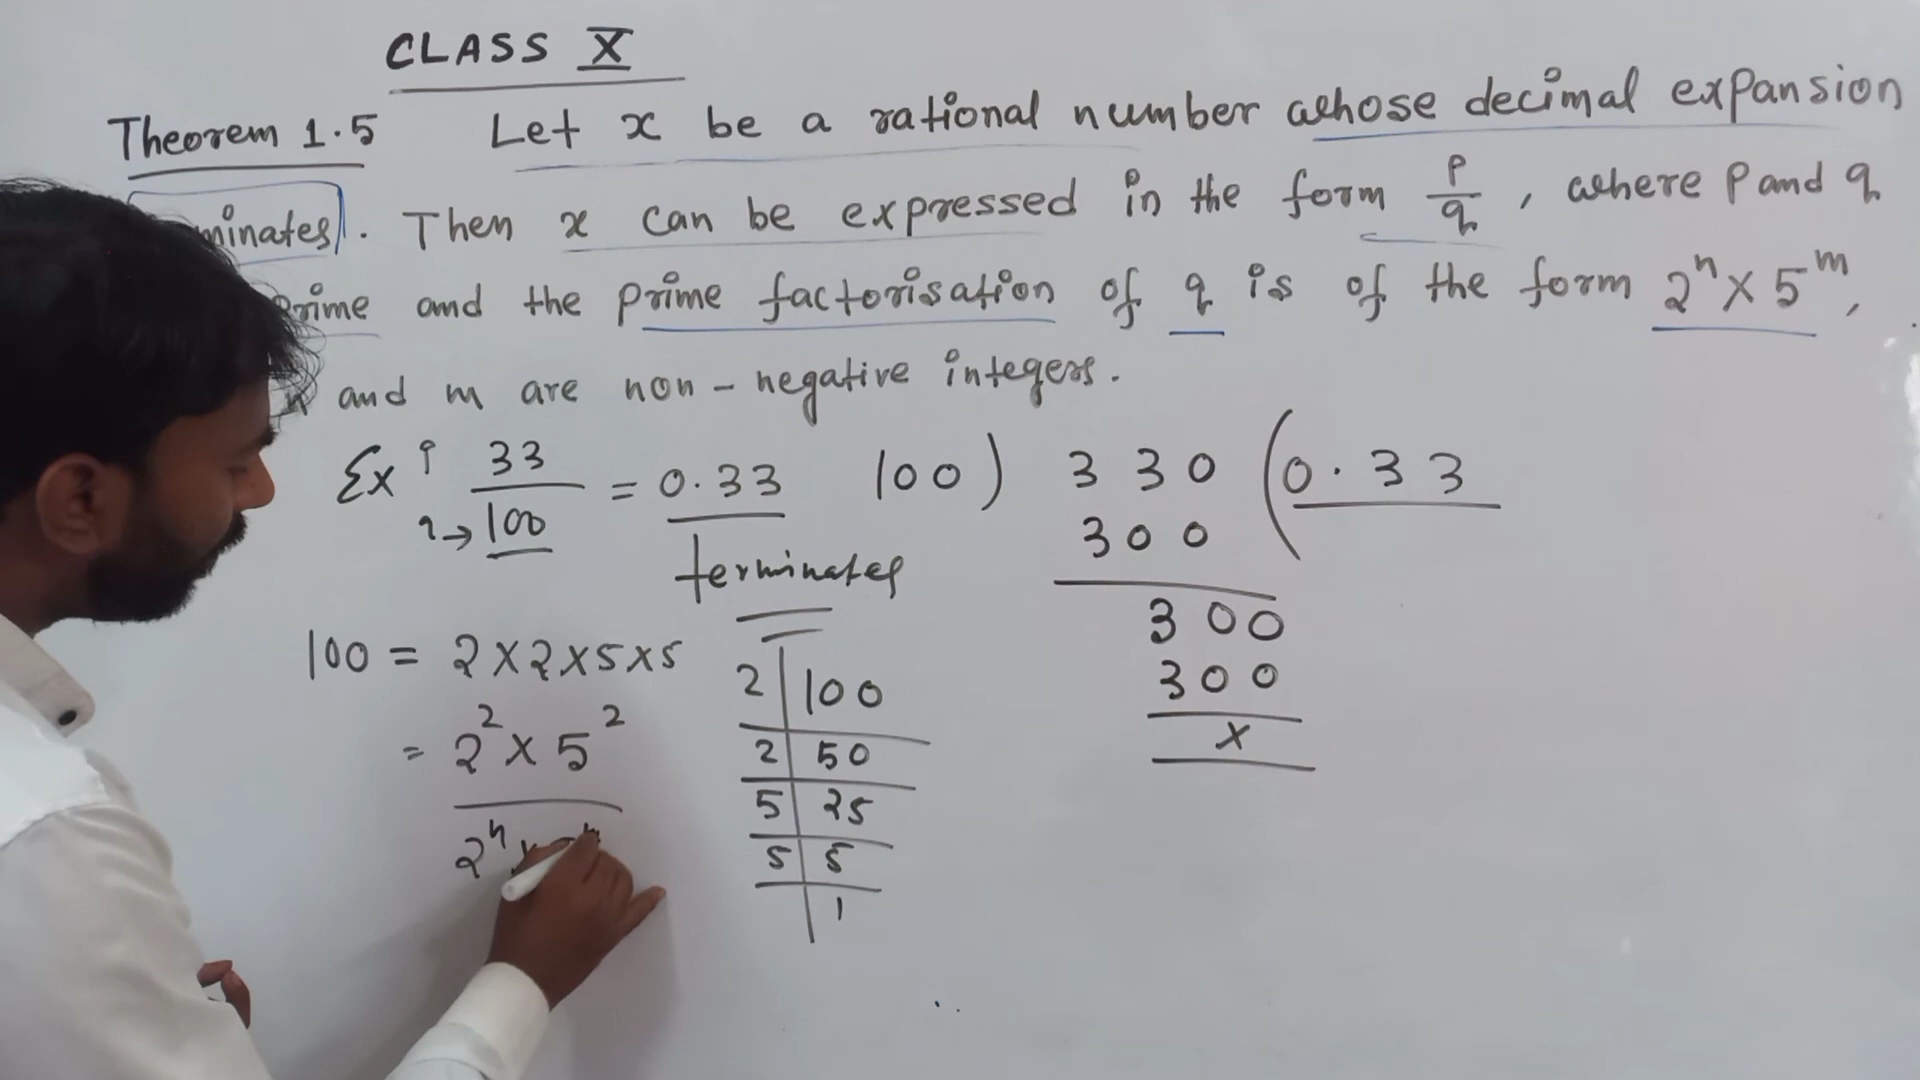 CLASS X
Theorem 1.5 Let x be a rational number whose decimal expansion
minates. Then x can be expressed in the form p/q, where p and q
prime and the prime factorisation of q is of the form 2ⁿ X 5ᵐ,
n and m are non-negative integers.
Ex p 33/100 = 0.33
q →
terminates
100 ) 330 ( 0.33
300
300
300
x
100 = 2X2X5X5
= 2² X 5²
2ⁿ
2 | 100
2 | 50
5 | 25
5 | 5
| 1